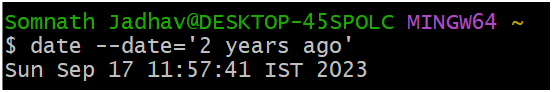 Somnath Jadhav@DESKTOP-45SPOLC MINGW64 ~
$ date --date='2 years ago'
Sun Sep 17 11:57:41 IST 2023